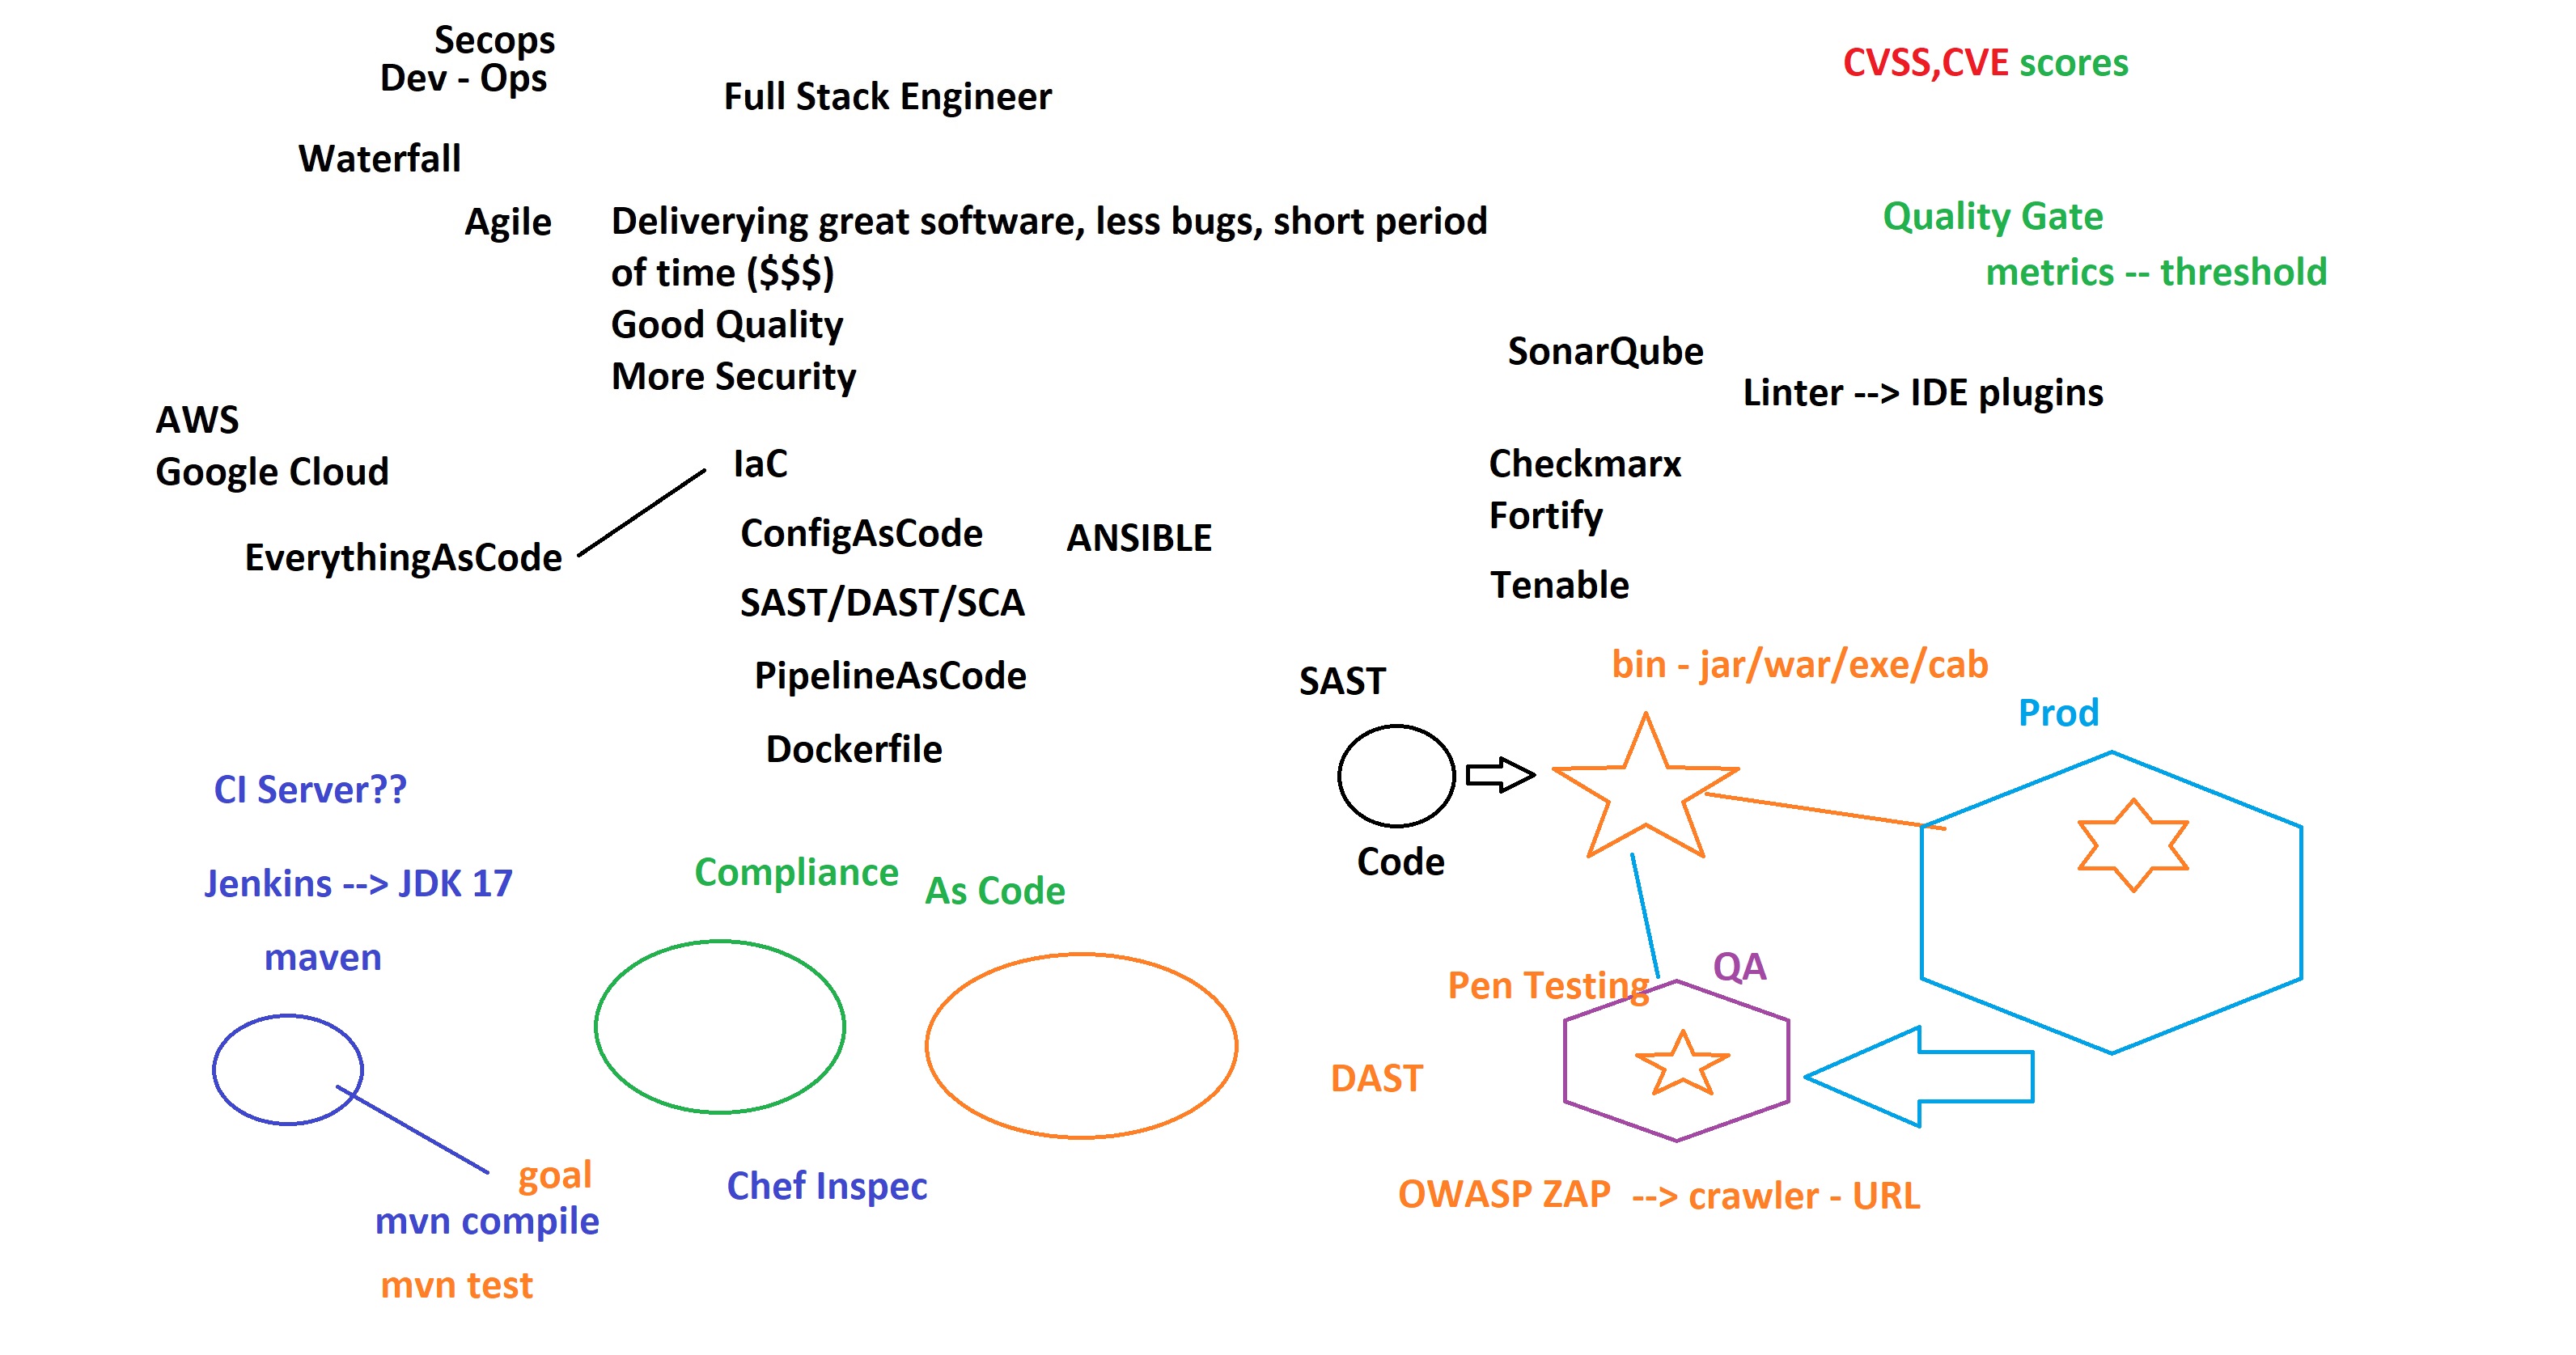 Secops
Dev - Ops
Full Stack Engineer
Waterfall
Agile
Deliverying great software, less bugs, short period
of time ($$$)
Good Quality
More Security
AWS
Google Cloud
EverythingAsCode
IaC
ConfigAsCode
ANSIBLE
SAST/DAST/SCA
PipelineAsCode
Dockerfile
CVSS,CVE scores
Quality Gate
metrics -- threshold
SonarQube
Linter --> IDE plugins
Checkmarx
Fortify
Tenable
SAST
bin - jar/war/exe/cab
Prod
Code
CI Server??
Jenkins --> JDK 17
maven
goal
mvn compile
mvn test
Compliance
As Code
Chef Inspec
Pen Testing
QA
DAST
OWASP ZAP --> crawler - URL